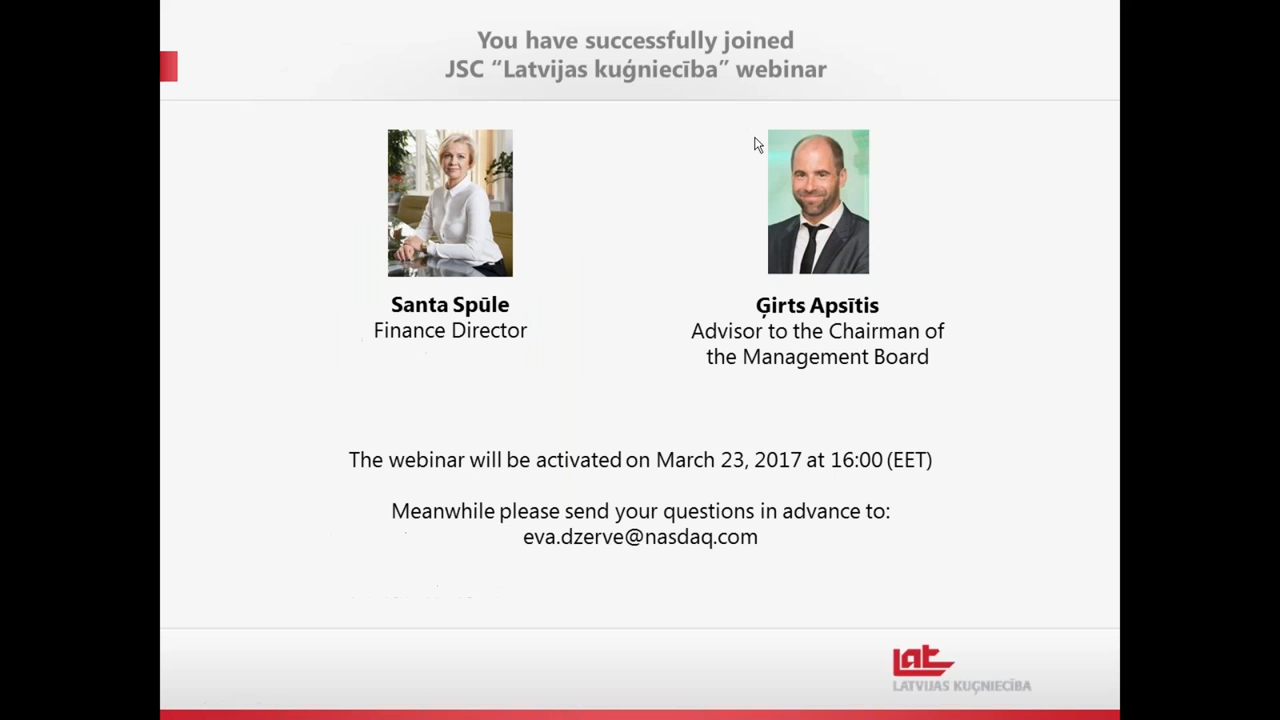 You have successfully joined
JSC “Latvijas kuģniecība” webinar
Santa Spūle
Finance Director
Ģirts Apsītis
Advisor to the Chairman of
the Management Board
The webinar will be activated on March 23, 2017 at 16:00 (EET)
Meanwhile please send your questions in advance to:
eva.dzerve@nasdaq.com
Lat
LATVIJAS KUĢNIECĪBA